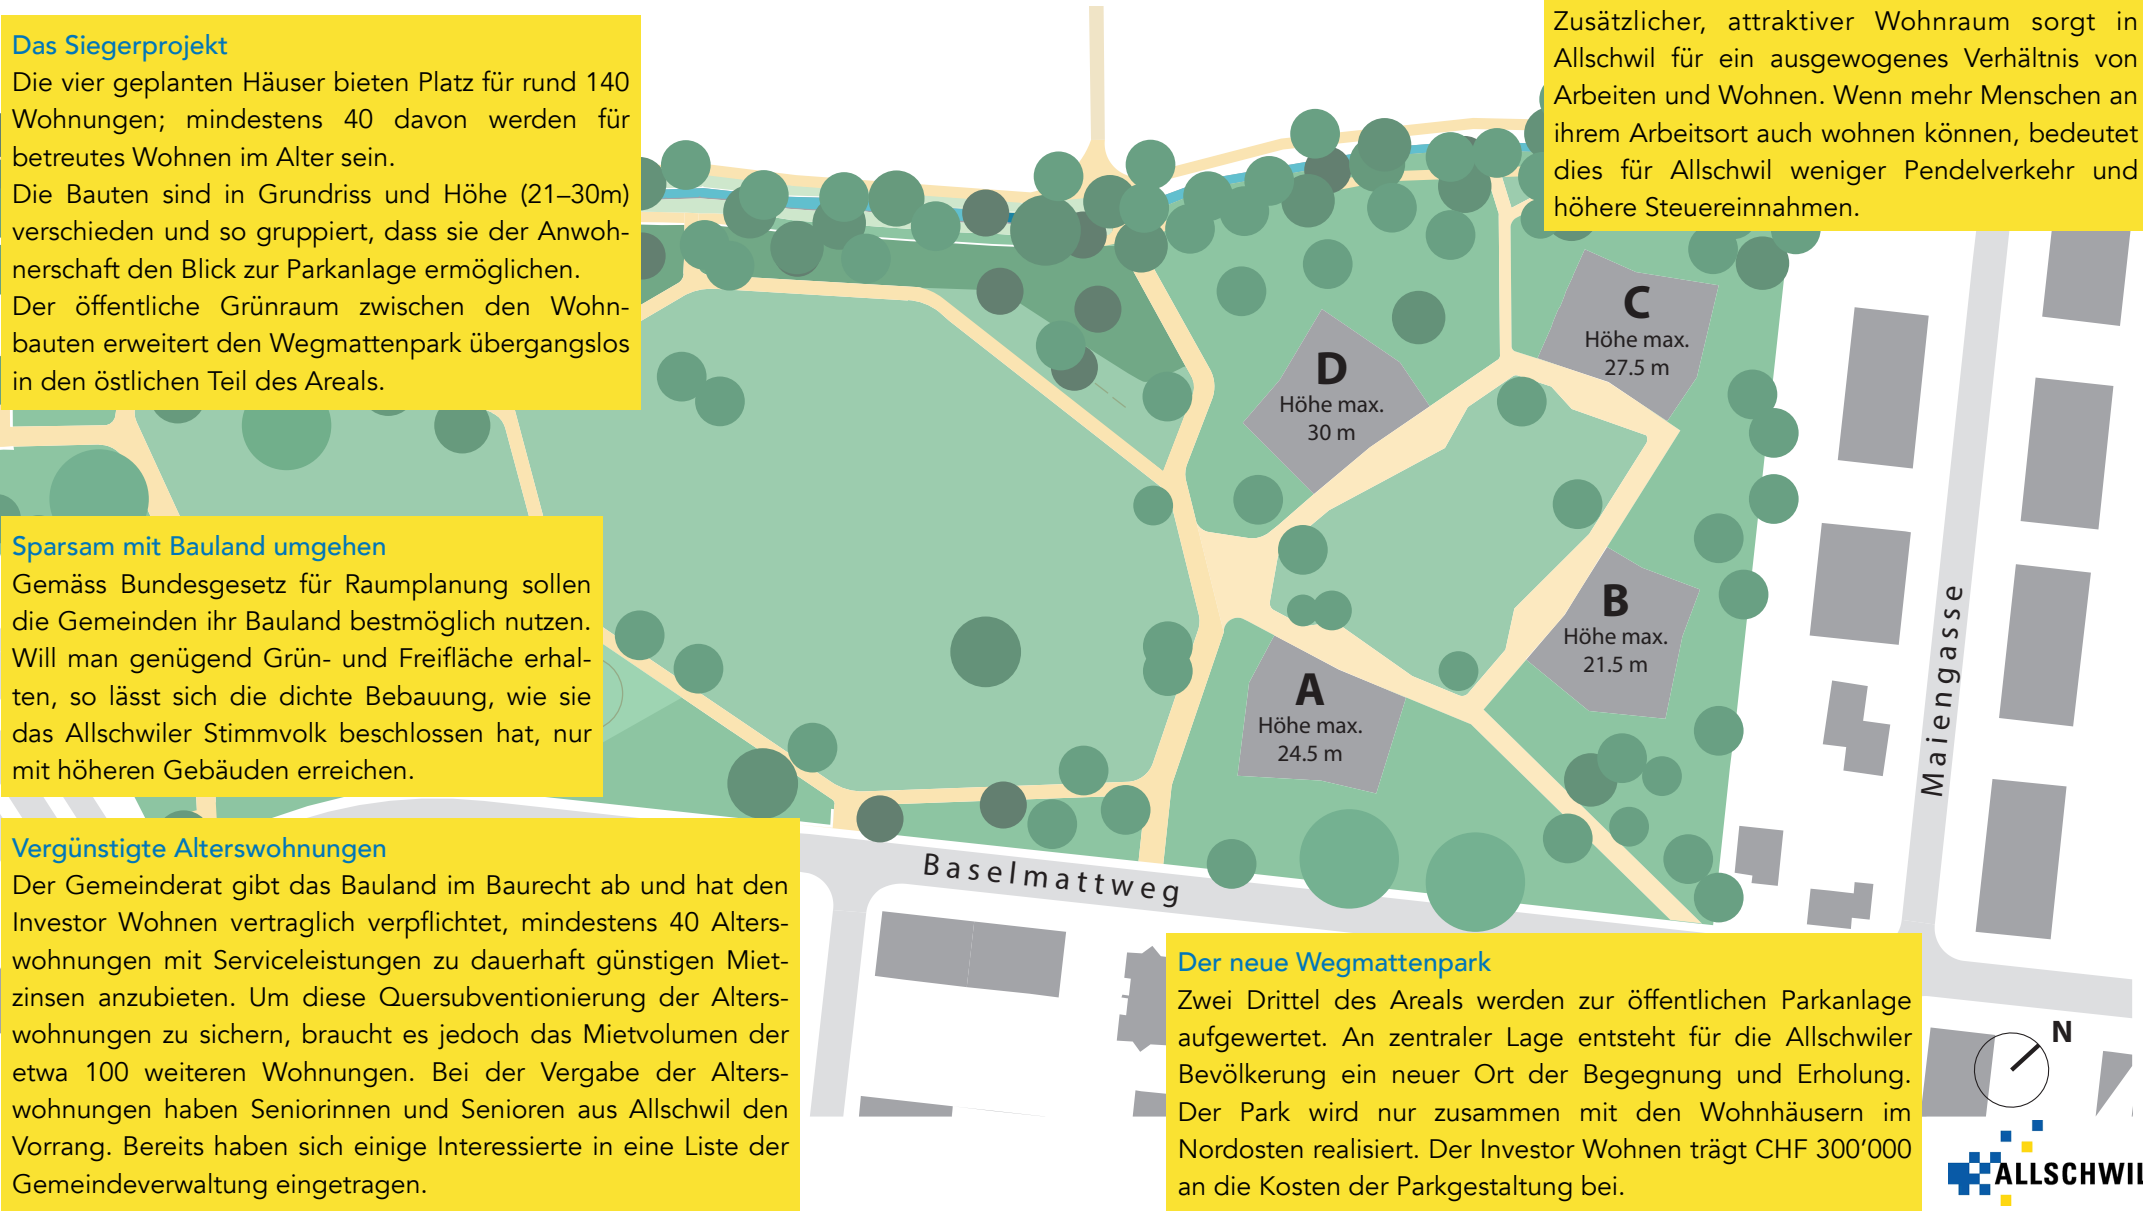 Das Siegerprojekt
Die vier geplanten Häuser bieten Platz für rund 140
Wohnungen; mindestens 40 davon werden für
betreutes Wohnen im Alter sein.
Die Bauten sind in Grundriss und Höhe (21–30m)
verschieden und so gruppiert, dass sie der Anwoh-
nerschaft den Blick zur Parkanlage ermöglichen.
Der öffentliche Grünraum zwischen den Wohn-
bauten erweitert den Wegmattenpark übergangslos
in den östlichen Teil des Areals.
Zusätzlicher, attraktiver Wohnraum sorgt in
Allschwil für ein ausgewogenes Verhältnis von
Arbeiten und Wohnen. Wenn mehr Menschen an
ihrem Arbeitsort auch wohnen können, bedeutet
dies für Allschwil weniger Pendelverkehr und
höhere Steuereinnahmen.
C
Höhe max.
27.5 m
D
Höhe max.
30 m
Sparsam mit Bauland umgehen
Gemäss Bundesgesetz für Raumplanung sollen
die Gemeinden ihr Bauland bestmöglich nutzen.
Will man genügend Grün- und Freifläche erhal-
ten, so lässt sich die dichte Bebauung, wie sie
das Allschwiler Stimmvolk beschlossen hat, nur
mit höheren Gebäuden erreichen.
B
Höhe max.
21.5 m
A
Höhe max.
24.5 m
Maiengasse
Baselmattweg
Vergünstigte Alterswohnungen
Der Gemeinderat gibt das Bauland im Baurecht ab und hat den
Investor Wohnen vertraglich verpflichtet, mindestens 40 Alters-
wohnungen mit Serviceleistungen zu dauerhaft günstigen Miet-
zinsen anzubieten. Um diese Quersubventionierung der Alters-
wohnungen zu sichern, braucht es jedoch das Mietvolumen der
etwa 100 weiteren Wohnungen. Bei der Vergabe der Alters-
wohnungen haben Seniorinnen und Senioren aus Allschwil den
Vorrang. Bereits haben sich einige Interessierte in eine Liste der
Gemeindeverwaltung eingetragen.
Der neue Wegmattenpark
Zwei Drittel des Areals werden zur öffentlichen Parkanlage
aufgewertet. An zentraler Lage entsteht für die Allschwiler
Bevölkerung ein neuer Ort der Begegnung und Erholung.
Der Park wird nur zusammen mit den Wohnhäusern im
Nordosten realisiert. Der Investor Wohnen trägt CHF 300'000
an die Kosten der Parkgestaltung bei.
N
ALLSCHWIL